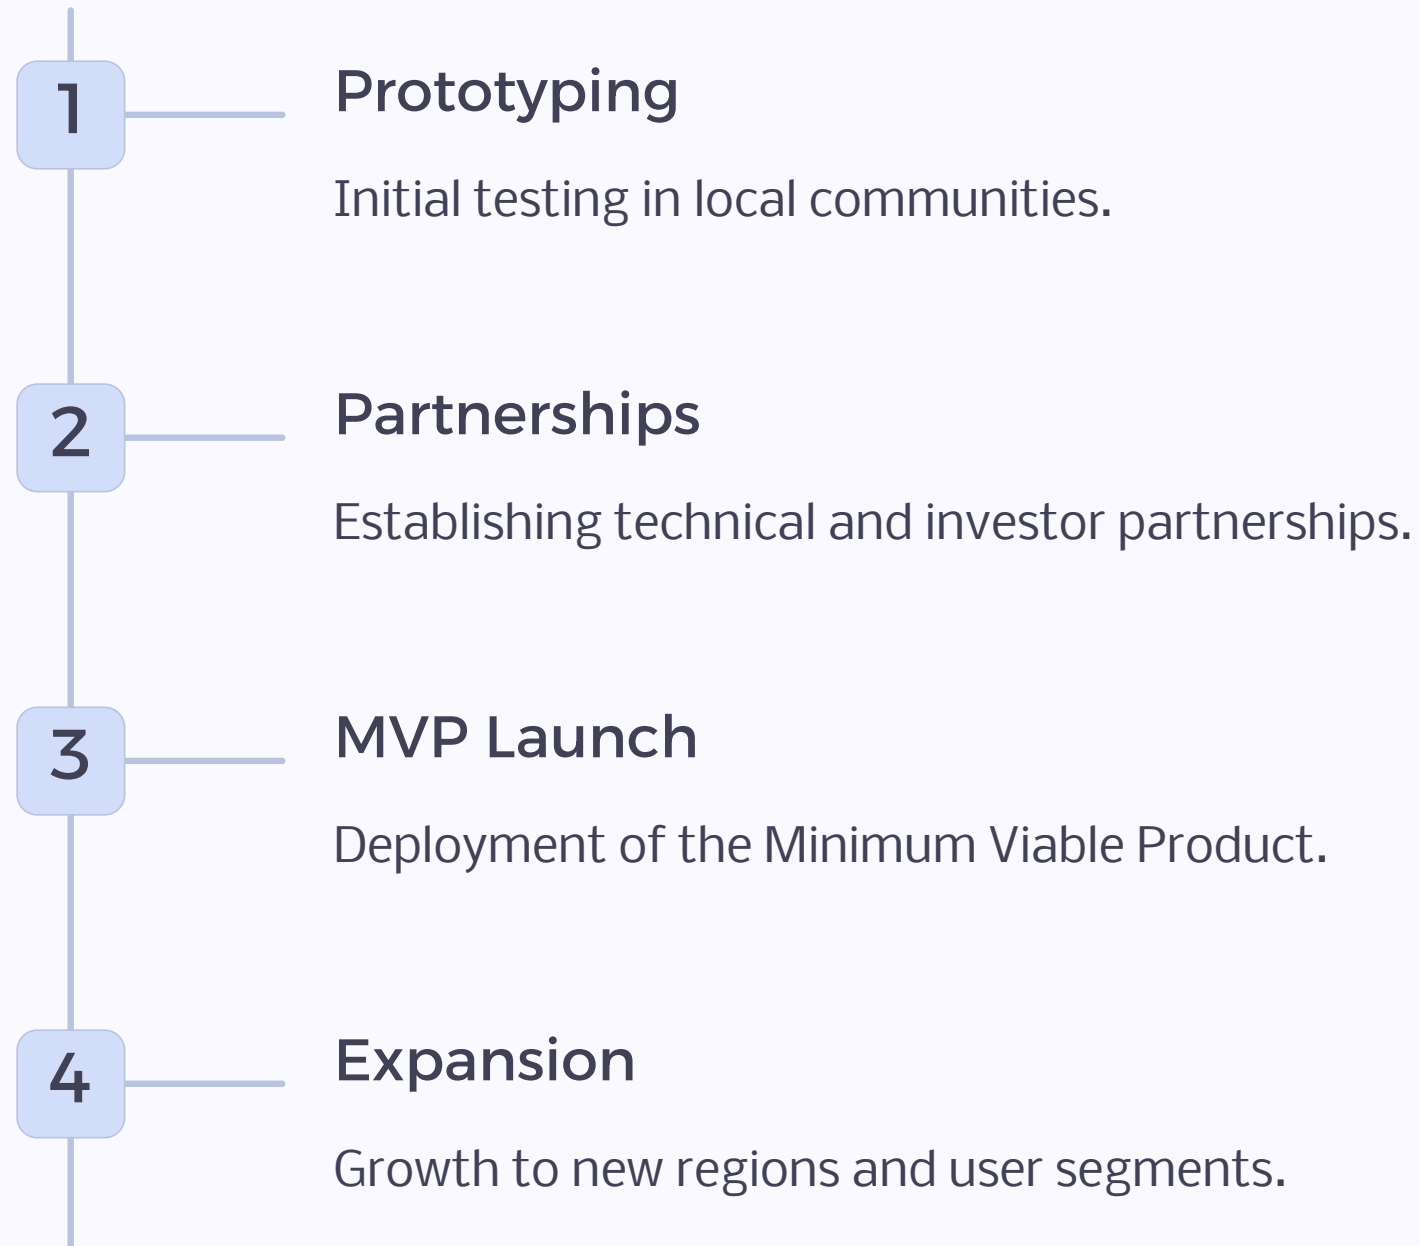 1
Prototyping
Initial testing in local communities.
2
Partnerships
Establishing technical and investor partnerships.
3
MVP Launch
Deployment of the Minimum Viable Product.
4
Expansion
Growth to new regions and user segments.